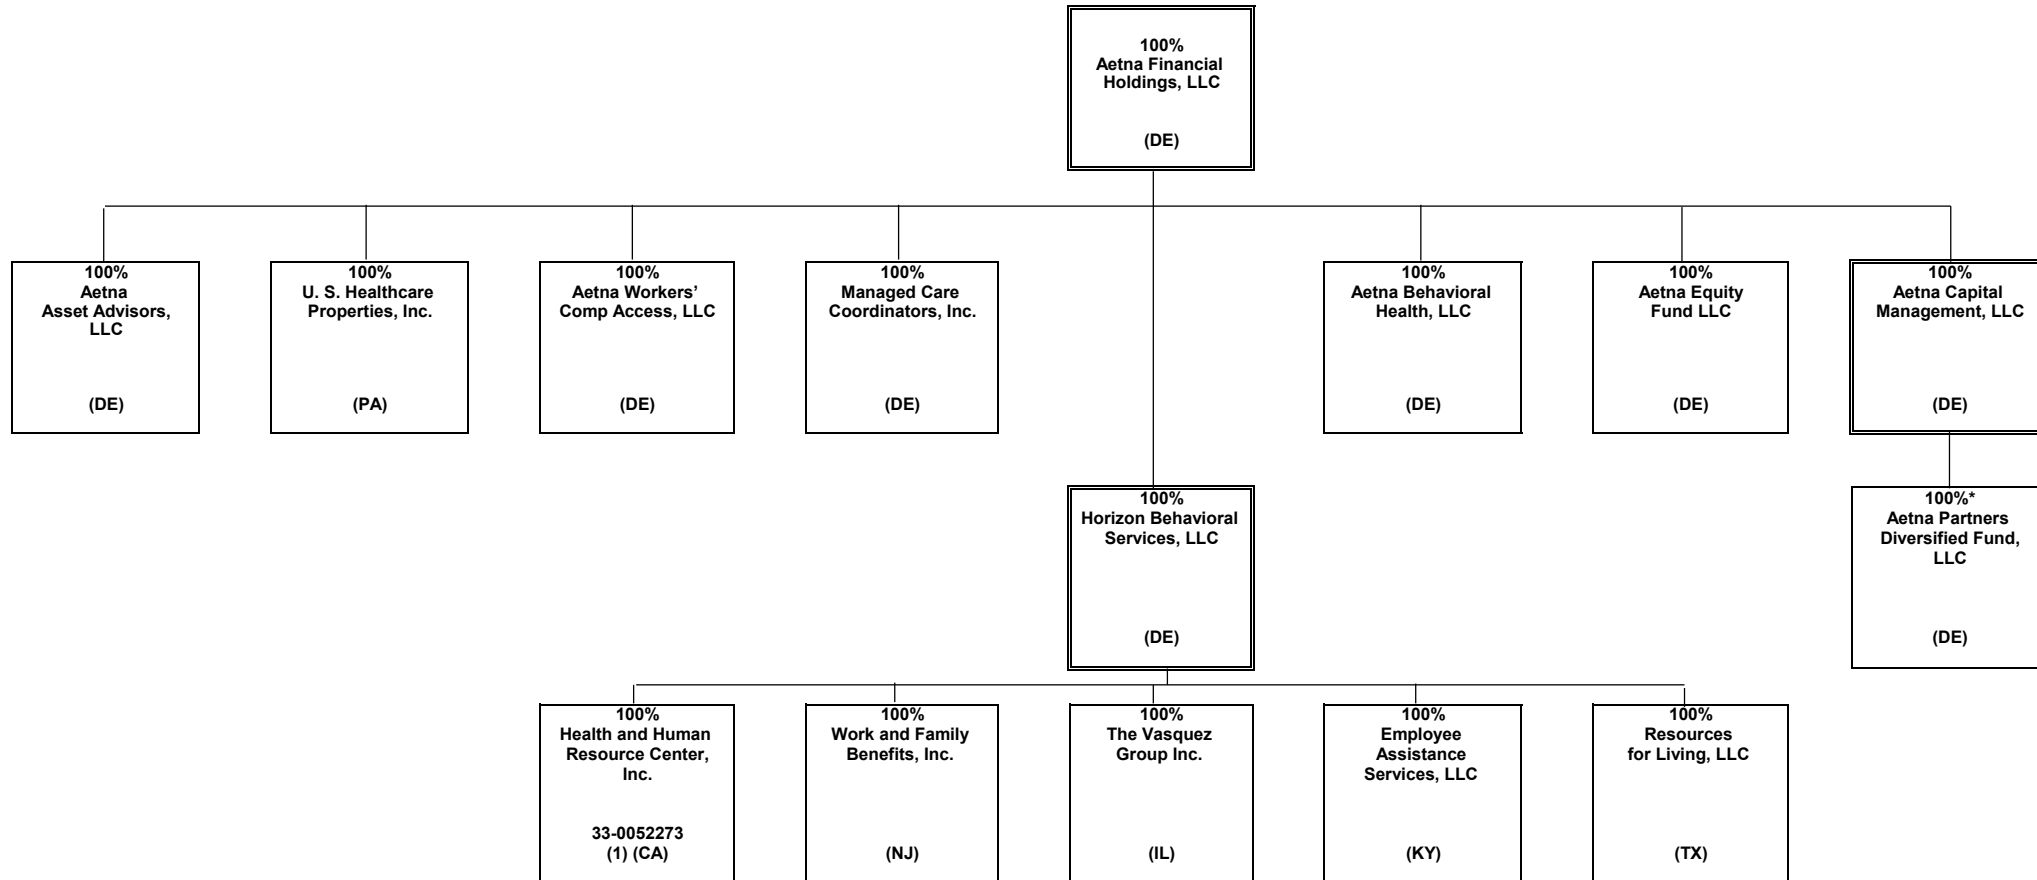 100%
Aetna Financial
Holdings, LLC
(DE)
100%
Aetna
Asset Advisors,
LLC
(DE)
100%
U. S. Healthcare
Properties, Inc.
(PA)
100%
Aetna Workers’
Comp Access, LLC
(DE)
100%
Managed Care
Coordinators, Inc.
(DE)
100%
Aetna Behavioral
Health, LLC
(DE)
100%
Aetna Equity
Fund LLC
(DE)
100%
Aetna Capital
Management, LLC
(DE)
100%
Horizon Behavioral
Services, LLC
(DE)
100%*
Aetna Partners
Diversified Fund,
LLC
(DE)
100%
Health and Human
Resource Center,
Inc.
33-0052273
(1) (CA)
100%
Work and Family
Benefits, Inc.
(NJ)
100%
The Vasquez
Group Inc.
(IL)
100%
Employee
Assistance
Services, LLC
(KY)
100%
Resources
for Living, LLC
(TX)